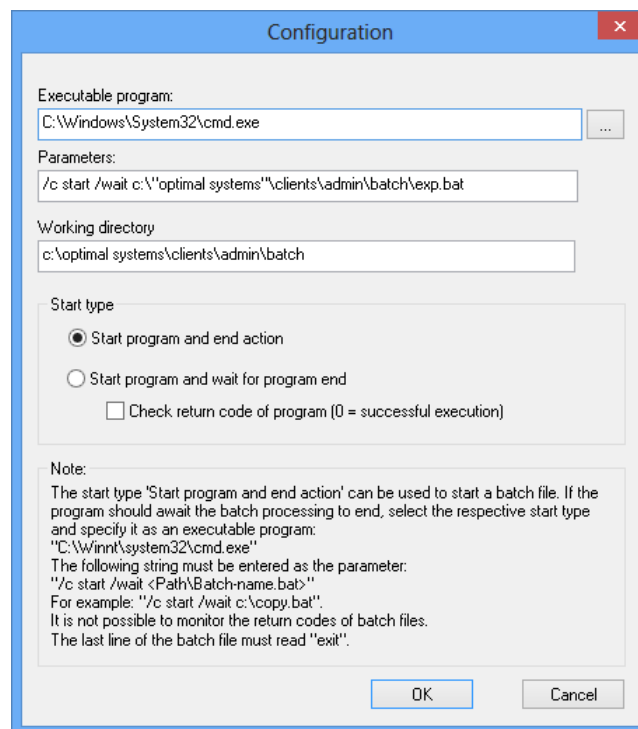 Configuration
Executable program:
C:\Windows\System32\cmd.exe
...
Parameters:
/c start /wait c:\"optimal systems"\clients\admin\batch\exp.bat
Working directory
c:\optimal systems\clients\admin\batch
Start type
Start program and end action
Start program and wait for program end
Check return code of program (0 = successful execution)
Note:
The start type 'Start program and end action' can be used to start a batch file. If the
program should await the batch processing to end, select the respective start type
and specify it as an executable program:
"C:\Winnt\system32\cmd.exe"
The following string must be entered as the parameter:
"/c start /wait <Path\Batch-name.bat>"
For example: "/c start /wait c:\copy.bat".
It is not possible to monitor the return codes of batch files.
The last line of the batch file must read "exit".
OK
Cancel